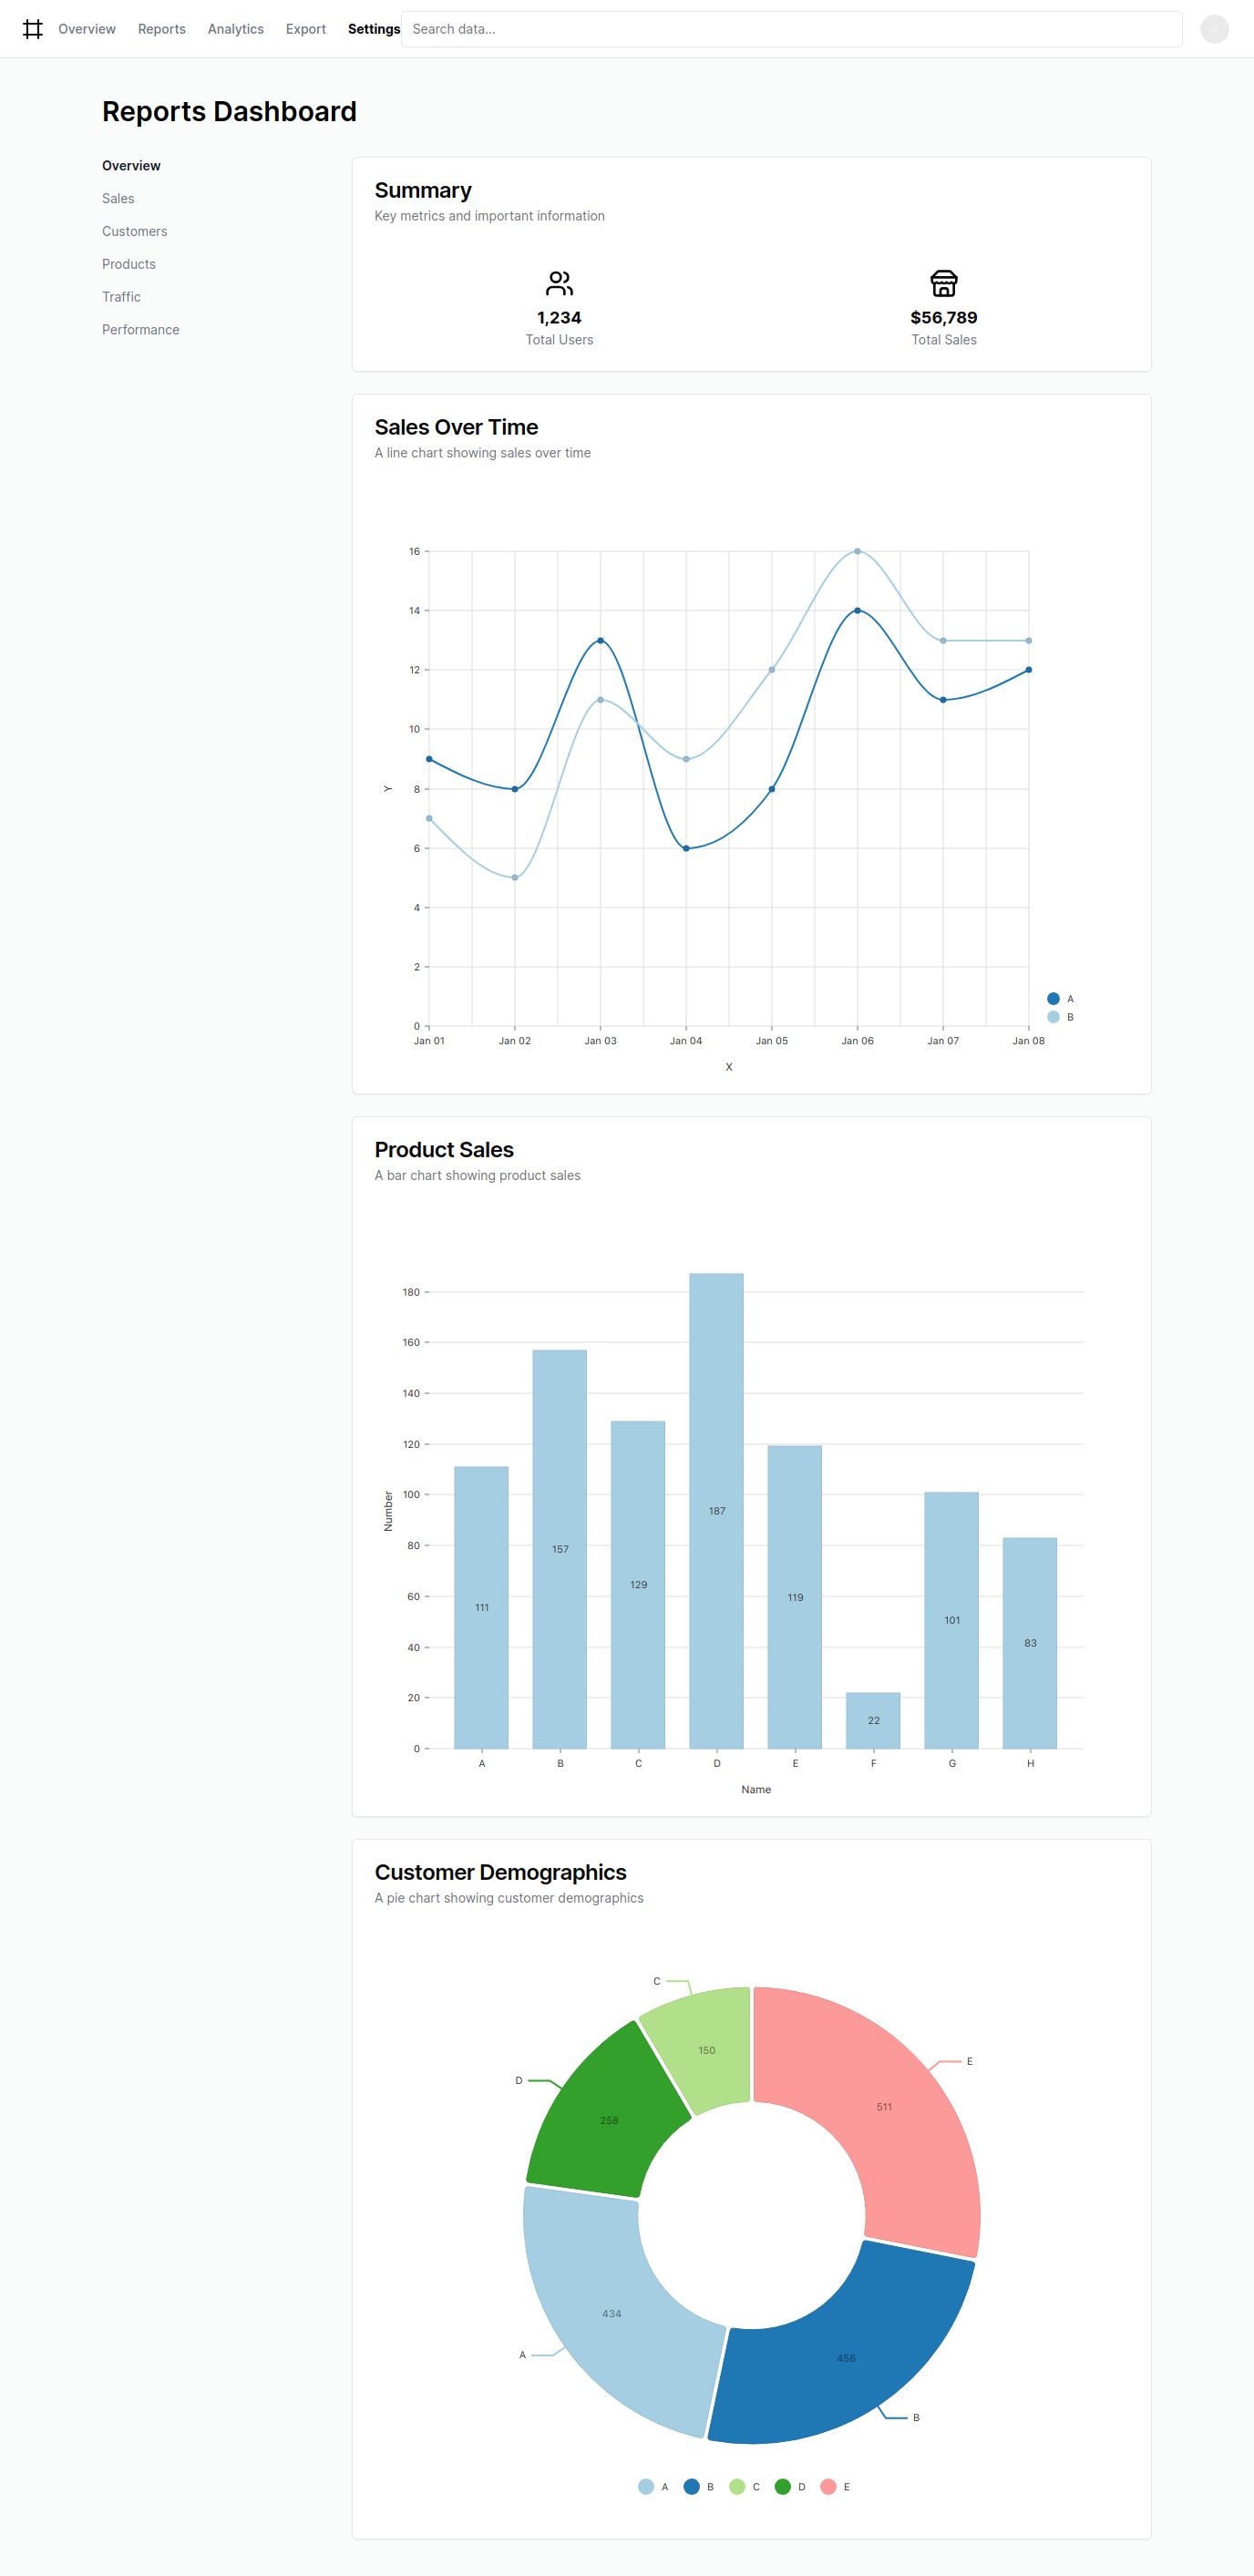 Overview Reports Analytics Export Settings Search data...
Reports Dashboard
Overview
Sales
Customers
Products
Traffic
Performance
Summary
Key metrics and important information
1,234
Total Users
$56,789
Total Sales
Sales Over Time
A line chart showing sales over time
16
14
12
10
8
6
4
2
0
Y
Jan 01 Jan 02 Jan 03 Jan 04 Jan 05 Jan 06 Jan 07 Jan 08
X
A
B
Product Sales
A bar chart showing product sales
180
160
140
120
100
80
60
40
20
0
Number
111 157 129 187 119 22 101 83
A B C D E F G H
Name
Customer Demographics
A pie chart showing customer demographics
C
150
E
511
D
258
434
A
456
B
A B C D E